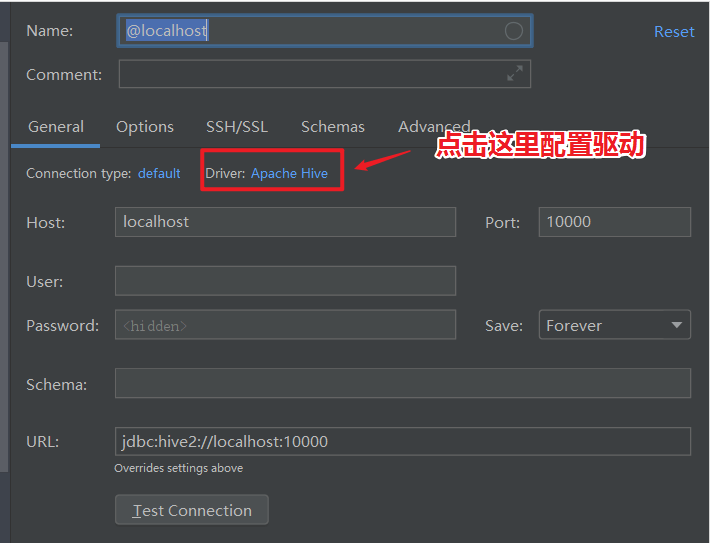 Name: @localhost Reset
Comment:
General Options SSH/SSL Schemas Advanced
点击这里配置驱动
Connection type: default Driver: Apache Hive
Host: localhost Port: 10000
User:
Password: <hidden> Save: Forever
Schema:
URL: jdbc:hive2://localhost:10000
Overrides settings above
Test Connection